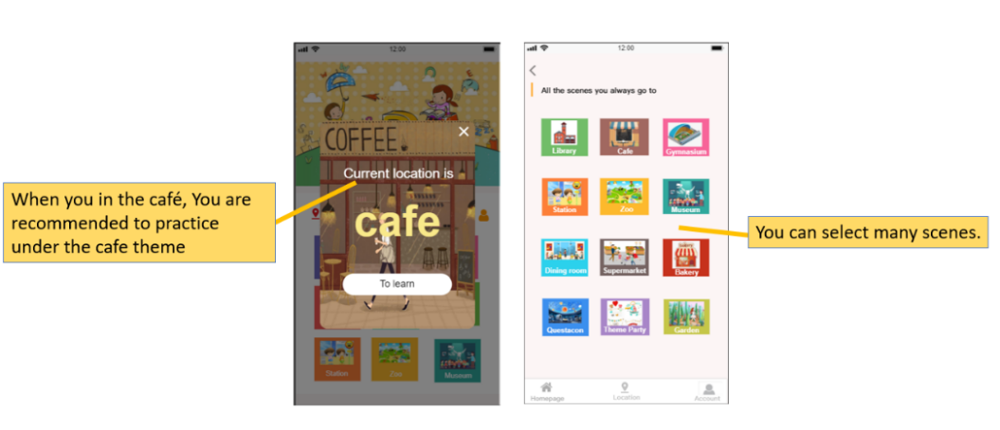 12:00
COFFEE
Current location is
cafe
To learn
Station
Zoo
Museum
When you in the café, You are
recommended to practice
under the cafe theme
12:00
All the scenes you always go to
Library
Cafe
Gymnasium
Station
Zoo
Museum
Dining room
Supermarket
Bakery
Questacon
Theme Party
Garden
Homepage
Location
Account
You can select many scenes.